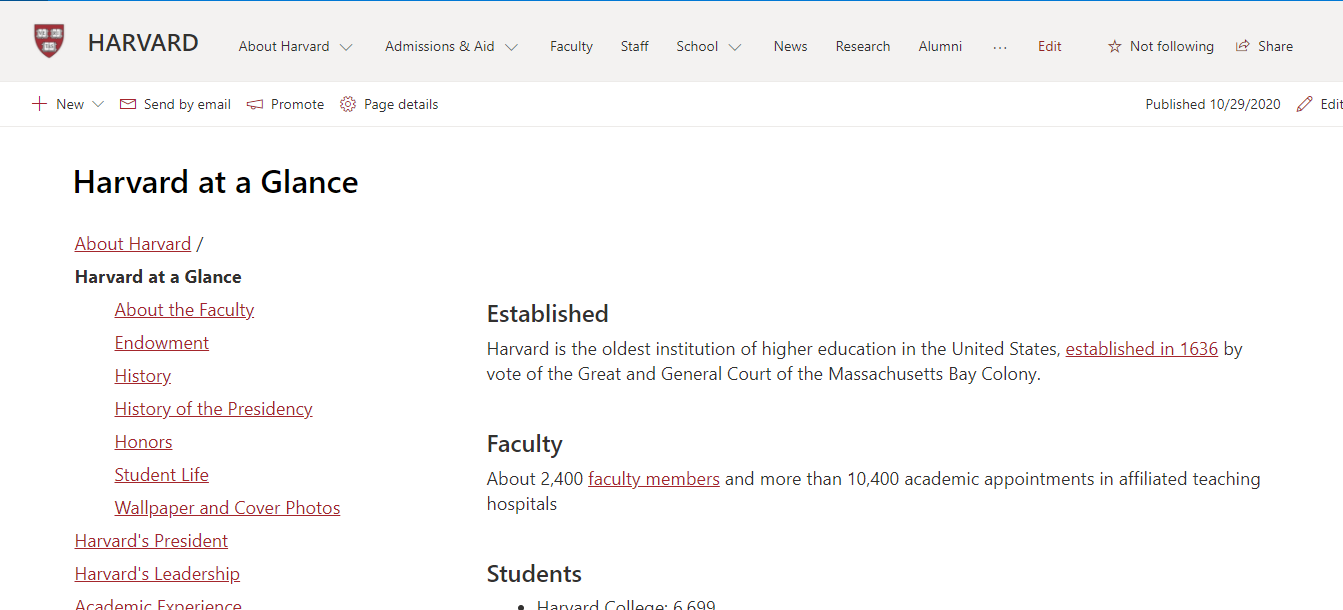 HARVARD
About Harvard
Admissions & Aid
Faculty
Staff
School
News
Research
Alumni
...
Edit
Not following
Share
New
Send by email
Promote
Page details
Published 10/29/2020
Edit
Harvard at a Glance
About Harvard /
Harvard at a Glance
About the Faculty
Endowment
History
History of the Presidency
Honors
Student Life
Wallpaper and Cover Photos
Harvard's President
Harvard's Leadership
Academic Experience
Established
Harvard is the oldest institution of higher education in the United States, established in 1636 by
vote of the Great and General Court of the Massachusetts Bay Colony.
Faculty
About 2,400 faculty members and more than 10,400 academic appointments in affiliated teaching
hospitals
Students
• Harvard College: 6,699